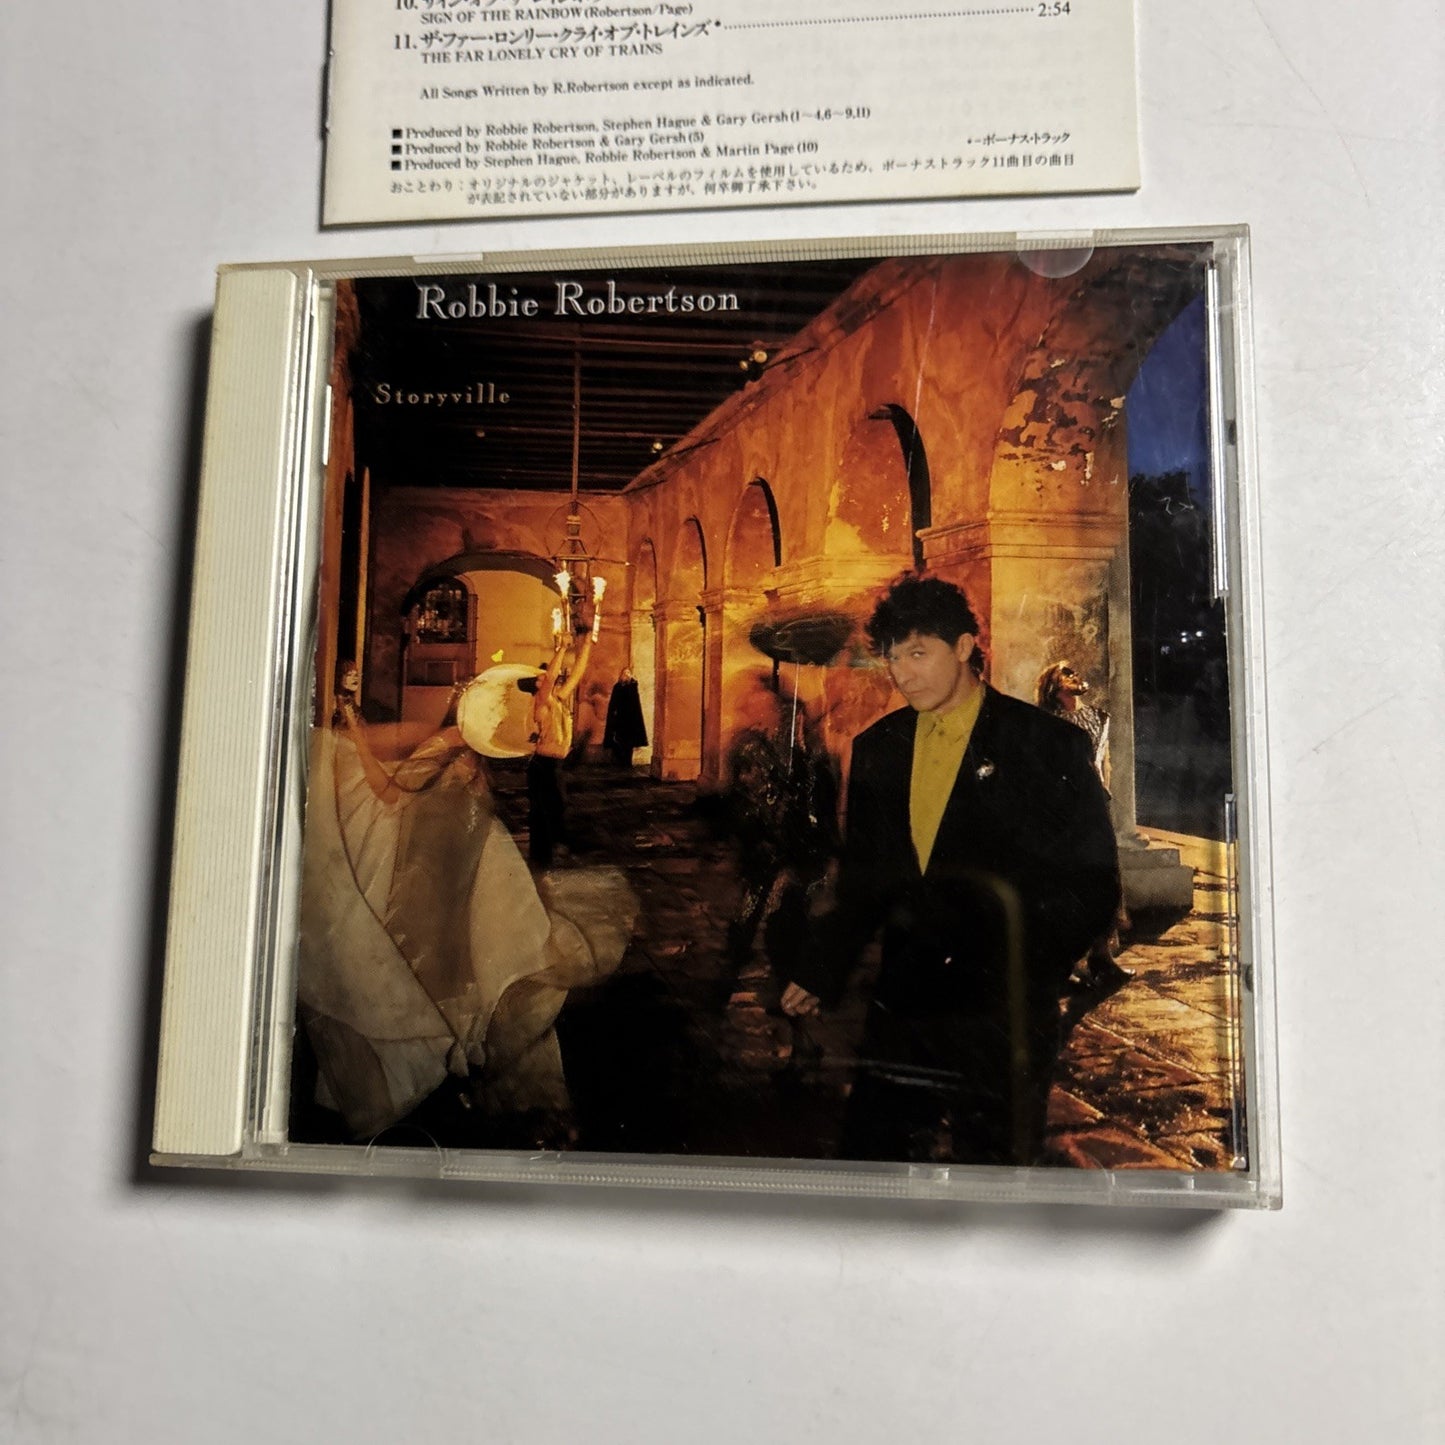 SIGN OF THE RAINBOW (Robertson/Page)
11. ザ・ファー・ロンリー・クライ・オブ・トレインズ* 2:54
THE FAR LONELY CRY OF TRAINS
All Songs Written by R.Robertson except as indicated.
■Produced by Robbie Robertson, Stephen Hague & Gary Gersh(1〜4,6〜9,11)
■Produced by Robbie Robertson & Gary Gersh(5)
■Produced by Stephen Hague, Robbie Robertson & Martin Page(10)
*=ボーナス・トラック
おことわり:オリジナルのジャケット、レーベルのフィルムを使用しているため、ボーナストラック11曲目の曲目
が表記されていない部分がありますが、何卒御了承下さい。
Robbie Robertson
Storyville